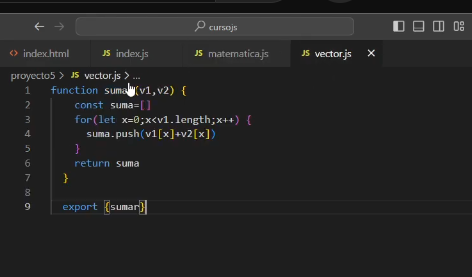 cursojs
index.html JS index.js JS matematica.js JS vector.js
proyecto5 > JS vector.js > ...
1 function sumar(v1,v2) {
2 const suma=[]
3 for(let x=0;x<v1.length;x++) {
4 suma.push(v1[x]+v2[x])
5 }
6 return suma
7 }
8
9 export {sumar}